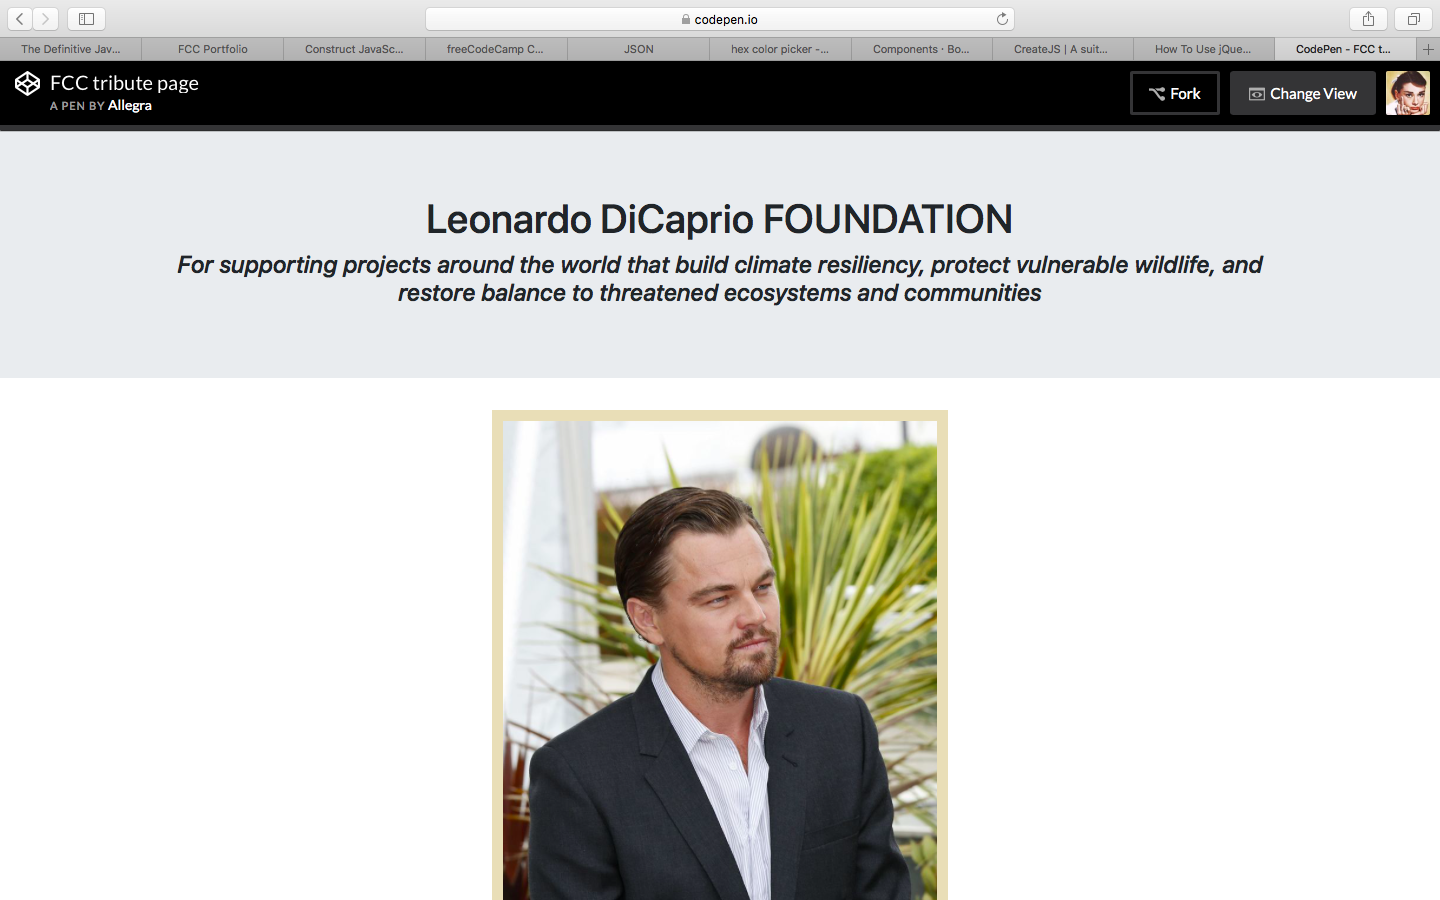 codepen.io
The Definitive Jav...
FCC Portfolio
Construct JavaSc...
freeCodeCamp C...
JSON
hex color picker -...
Components · Bo...
CreateJS | A suit...
How To Use jQue...
CodePen - FCC t...
FCC tribute page
A PEN BY Allegra
Fork
Change View
Leonardo DiCaprio FOUNDATION
For supporting projects around the world that build climate resiliency, protect vulnerable wildlife, and
restore balance to threatened ecosystems and communities